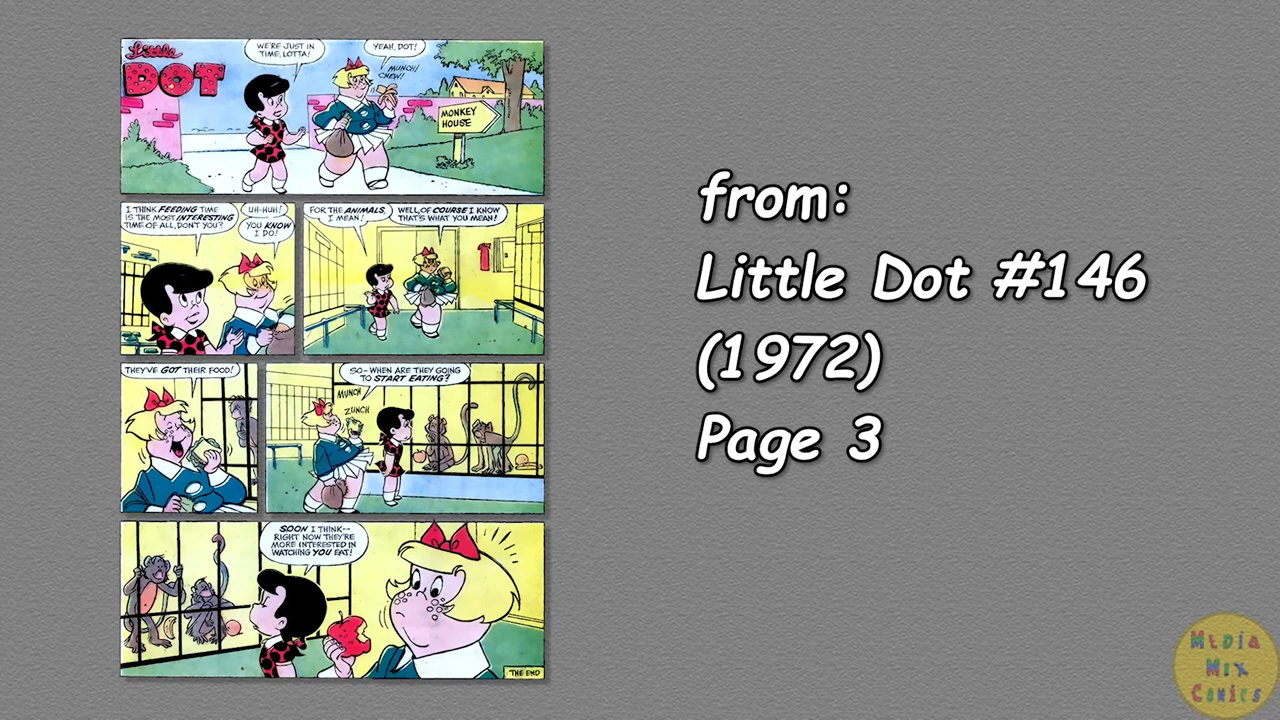 Little
DOT
WE'RE JUST IN
TIME, LOTTA!
YEAH, DOT!
MUNCH!
CHEW!
MONKEY
HOUSE
I THINK FEEDING TIME
IS THE MOST INTERESTING
TIME OF ALL, DON'T YOU?
UH-HUH!
YOU KNOW
I DO!
FOR THE ANIMALS,
I MEAN!
WELL, OF COURSE I KNOW
THAT'S WHAT YOU MEAN!
THEY'VE GOT THEIR FOOD!
SO-- WHEN ARE THEY GOING
TO START EATING?
MUNCH
ZUNCH
SOON I THINK--
RIGHT NOW THEY'RE
MORE INTERESTED IN
WATCHING YOU EAT!
THE END
from:
Little Dot #146
(1972)
Page 3
MEDIA
MIX
COMICS